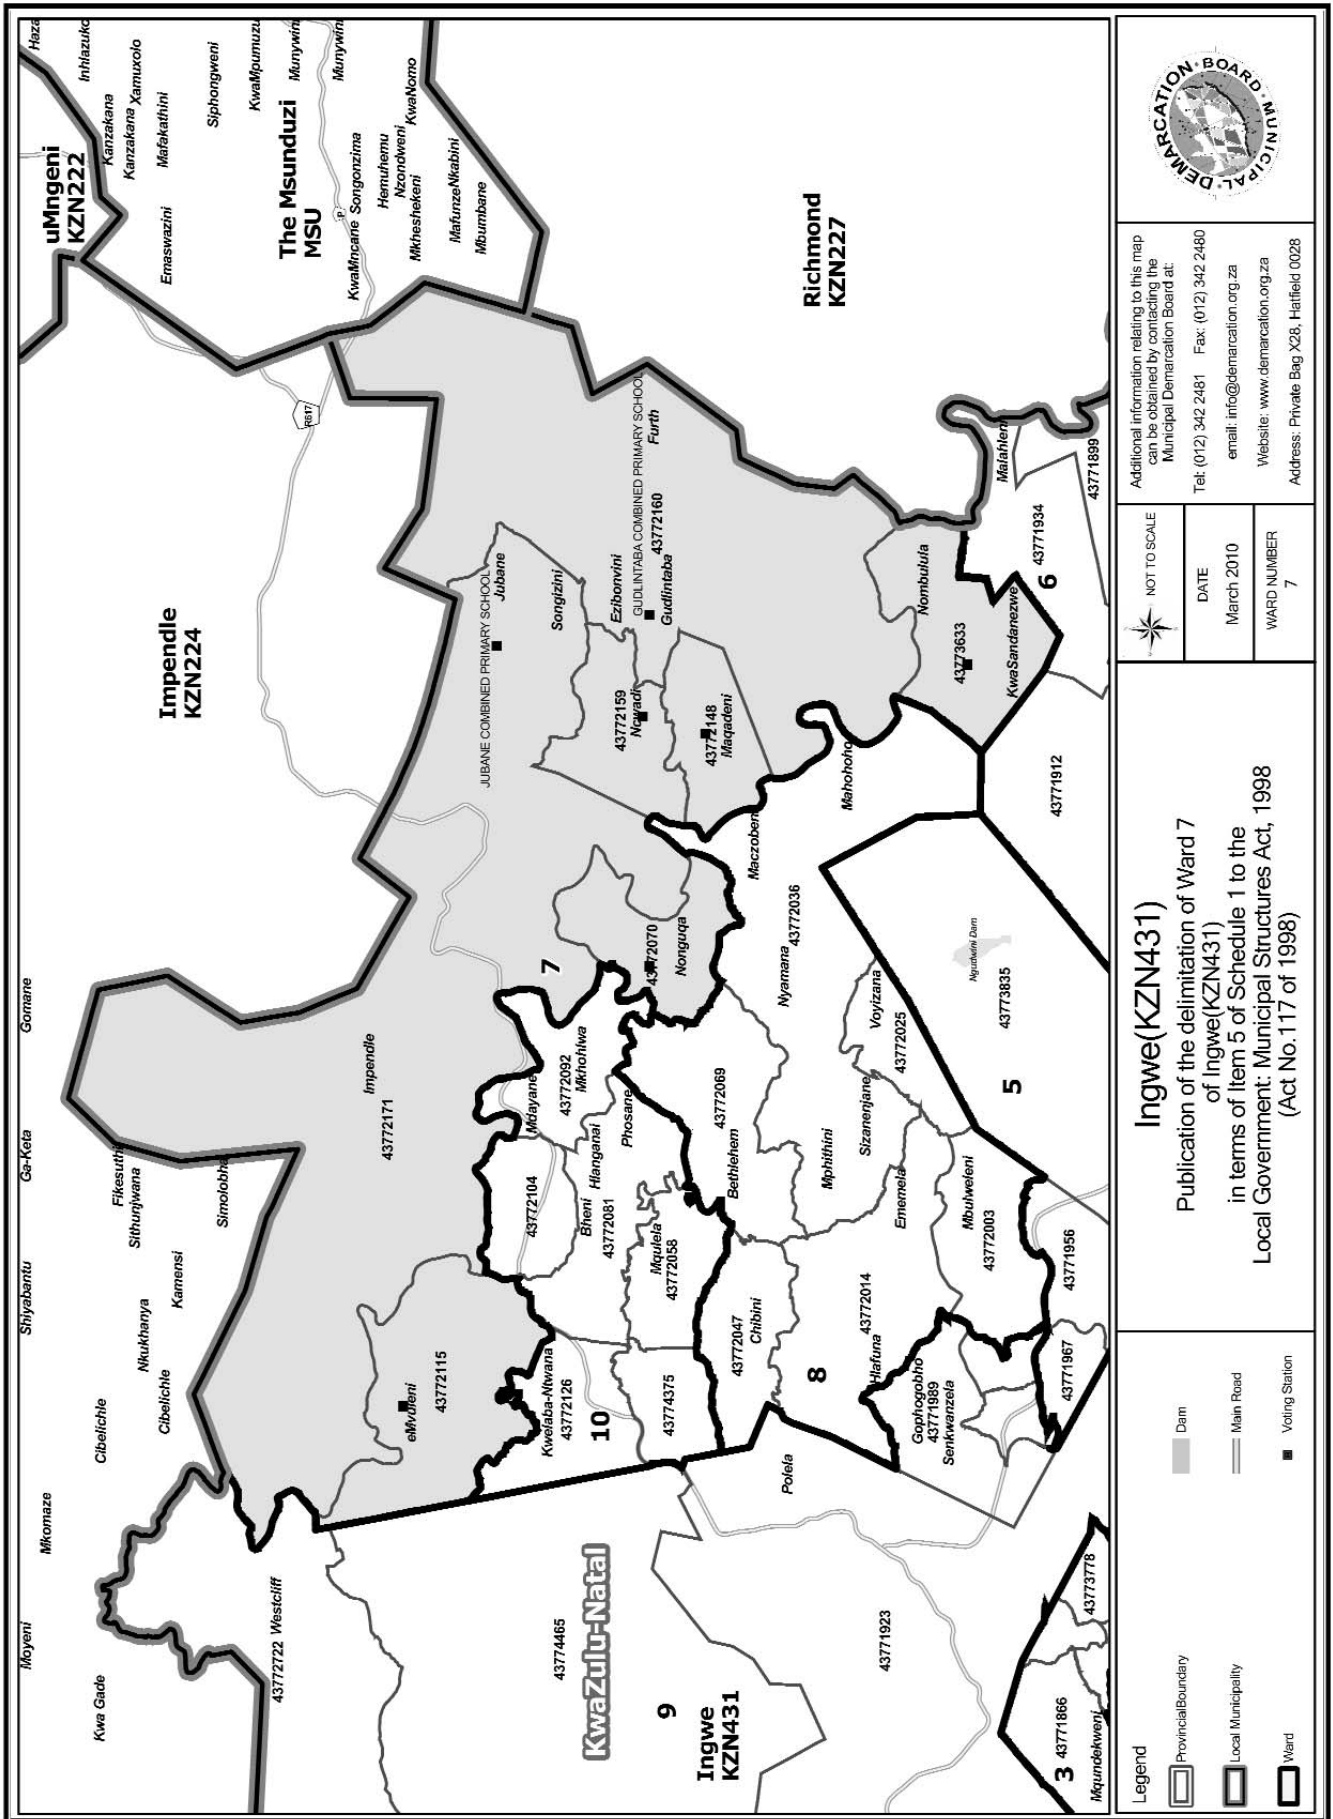 Moyeni
Mkomaze
Shiyabantu
Ga-Keta
Gomane
Kwa Gade
Cibelichle
Cibelichle
Nkukhanya
Kamensi
Fikesuthi
Sithunjwana
Simolobha
Impendle
KZN224
uMngeni
KZN222
Haza
Inhlazuko
Kanzakana
Kanzakana
Xamuxolo
Mafakathini
Emaswazini
Siphongweni
KwaMpumuzu
Munywini
Munywini
The Msunduzi
MSU
KwaMncane
Songonzima
Hemuhemu
Nzondweni
KwaNomo
Mkheshekeni
MafunzeNkabini
Mbumbane
R617
P
43772722 Westcliff
43774465
KwaZulu-Natal
9
Ingwe
KZN431
43771923
Polela
3
43771866
Mqundekweni
43773778
eMvuleni
43772115
Impendle
43772171
7
Kwelaba-Ntwana
43772126
10
43774375
43772104
Mdayane
43772092
Mkhohlwa
Bheni
Hlanganai
43772081
Phosane
Mqulela
43772058
43772047
Chibini
8
Hlafuna
43772014
Bethlehem
43772069
Mphithini
Sizanenjane
Ememela
Mbulweleni
43772003
Gophogobho
43771989
Senkwanzela
43771967
43771956
Nyamana
43772036
Voyizana
43772025
43773835
5
Ngudwini Dam
43772070
Nonguqa
Maczoben
Mahohoho
43771912
JUBANE COMBINED PRIMARY SCHOOL
Jubane
Songizini
Ezibonvini
GUDLINTABA COMBINED PRIMARY SCHOOL
Furth
43772160
Gudlintaba
43772159
Ncwadi
43772148
Maqadeni
Nombulula
43773633
KwaSandanezwe
6
43771934
43771899
Malahleni
Richmond
KZN227
Legend
ProvincialBoundary
Local Municipality
Ward
Dam
Main Road
Voting Station
Ingwe(KZN431)
Publication of the delimitation of Ward 7
of Ingwe(KZN431)
in terms of Item 5 of Schedule 1 to the
Local Government: Municipal Structures Act, 1998
(Act No.117 of 1998)
NOT TO SCALE
DATE
March 2010
WARD NUMBER
7
Additional information relating to this map
can be obtained by contacting the
Municipal Demarcation Board at:
Tel: (012) 342 2481 Fax: (012) 342 2480
email: info@demarcation.org.za
Website: www.demarcation.org.za
Address: Private Bag X28, Hatfield 0028
DEMARCATION • BOARD • MUNICIPAL •